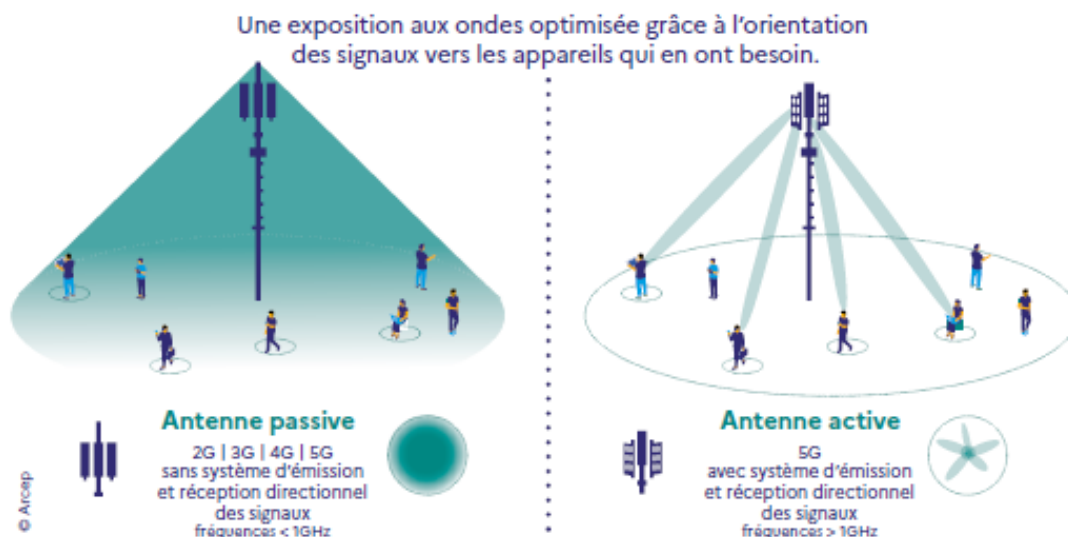 Une exposition aux ondes optimisée grâce à l'orientation
des signaux vers les appareils qui en ont besoin.
Antenne passive
2G | 3G | 4G | 5G
sans système d'émission
et réception directionnel
des signaux
fréquences < 1GHz
© Arcep
Antenne active
5G
avec système d'émission
et réception directionnel
des signaux
fréquences > 1GHz